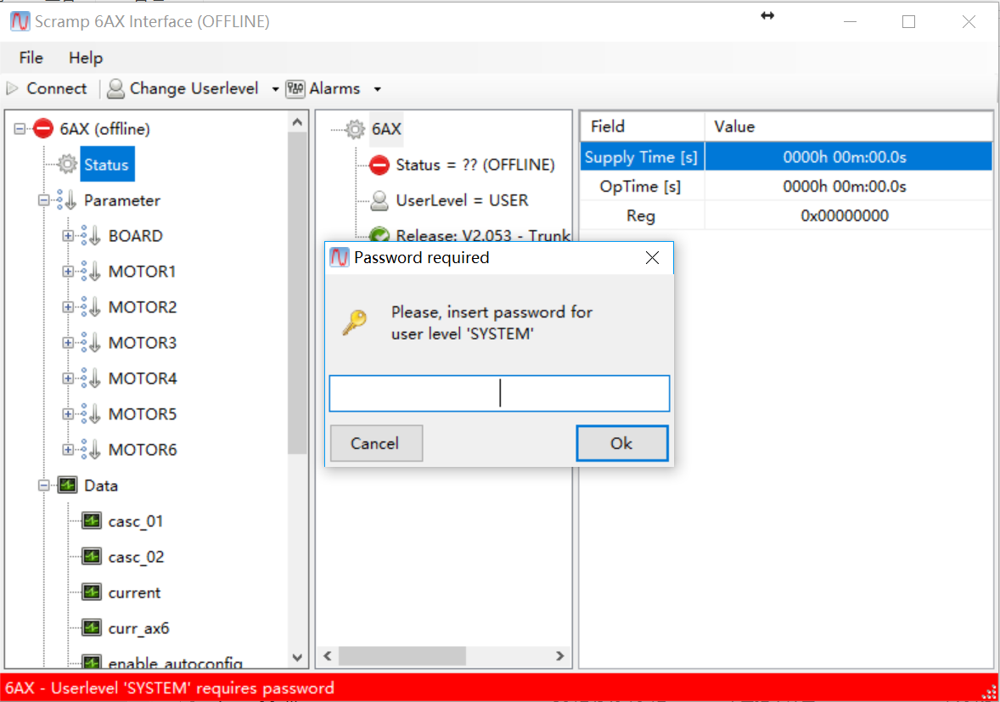 Scramp 6AX Interface (OFFLINE)
File Help
Connect Change Userlevel Alarms
6AX (offline)
Status
Parameter
BOARD
MOTOR1
MOTOR2
MOTOR3
MOTOR4
MOTOR5
MOTOR6
Data
casc_01
casc_02
current
curr_ax6
enable_autoconfig
6AX
Status = ?? (OFFLINE)
UserLevel = USER
Release: V2.053 - Trunk
Field Value
Supply Time [s] 0000h 00m:00.0s
OpTime [s] 0000h 00m:00.0s
Reg 0x00000000
Password required
Please, insert password for
user level 'SYSTEM'
Cancel Ok
6AX - Userlevel 'SYSTEM' requires password